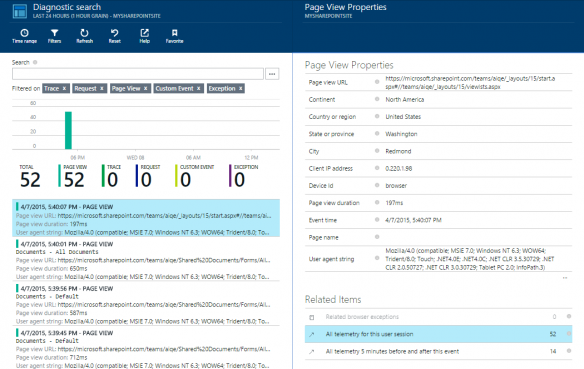 Diagnostic search
LAST 24 HOURS (1 HOUR GRAIN) - MYSHAREPOINTSITE
Time range
Filters
Refresh
Reset
Help
Favorite
Search
...
Filtered on
Trace x
Request x
Page View x
Custom Event x
Exception x
60
40
20
0
06 PM
WED 08
06 AM
12 PM
TOTAL
52
PAGE VIEW
52
TRACE
0
REQUEST
0
CUSTOM EVENT
0
EXCEPTION
0
4/7/2015, 5:40:07 PM - PAGE VIEW
Page view URL: https://microsoft.sharepoint.com/teams/aiqe/_layouts/15/start.aspx#//teams/ai...
Page view duration: 197ms
User agent string: Mozilla/4.0 (compatible; MSIE 7.0; Windows NT 6.3; WOW64; Trident/8.0; To...
4/7/2015, 5:40:01 PM - PAGE VIEW
Documents - All Documents
Page view URL: https://microsoft.sharepoint.com/teams/aiqe/Shared%20Documents/Forms/All...
Page view duration: 650ms
User agent string: Mozilla/4.0 (compatible; MSIE 7.0; Windows NT 6.3; WOW64; Trident/8.0; To...
4/7/2015, 5:39:56 PM - PAGE VIEW
Documents - Default
Page view URL: https://microsoft.sharepoint.com/teams/aiqe/Shared%20Documents/Forms/All...
Page view duration: 587ms
User agent string: Mozilla/4.0 (compatible; MSIE 7.0; Windows NT 6.3; WOW64; Trident/8.0; To...
4/7/2015, 5:39:45 PM - PAGE VIEW
Documents - Default
Page view URL: https://microsoft.sharepoint.com/teams/aiqe/Shared%20Documents/Forms/All...
Page view duration: 712ms
User agent string: Mozilla/4.0 (compatible; MSIE 7.0; Windows NT 6.3; WOW64; Trident/8.0; To...
Page View Properties
MYSHAREPOINTSITE
Page View Properties
Page view URL
https://microsoft.sharepoint.com/teams/aiqe/_layouts/15/start.a
spx#//teams/aiqe/_layouts/15/viewlsts.aspx
Continent
North America
Country or region
United States
State or province
Washington
City
Redmond
Client IP address
0.220.1.98
Device Id
browser
Page view duration
197ms
Event time
4/7/2015, 5:40:07 PM
Page name
User agent string
Mozilla/4.0 (compatible; MSIE 7.0; Windows NT 6.3; WOW64;
Trident/8.0; Touch; .NET4.0E; .NET4.0C; .NET CLR 3.5.30729; .NET
CLR 2.0.50727; .NET CLR 3.0.30729; Tablet PC 2.0; InfoPath.3)
...
Related Items
Related browser exceptions
0
All telemetry for this user session
52
All telemetry 5 minutes before and after this event
14